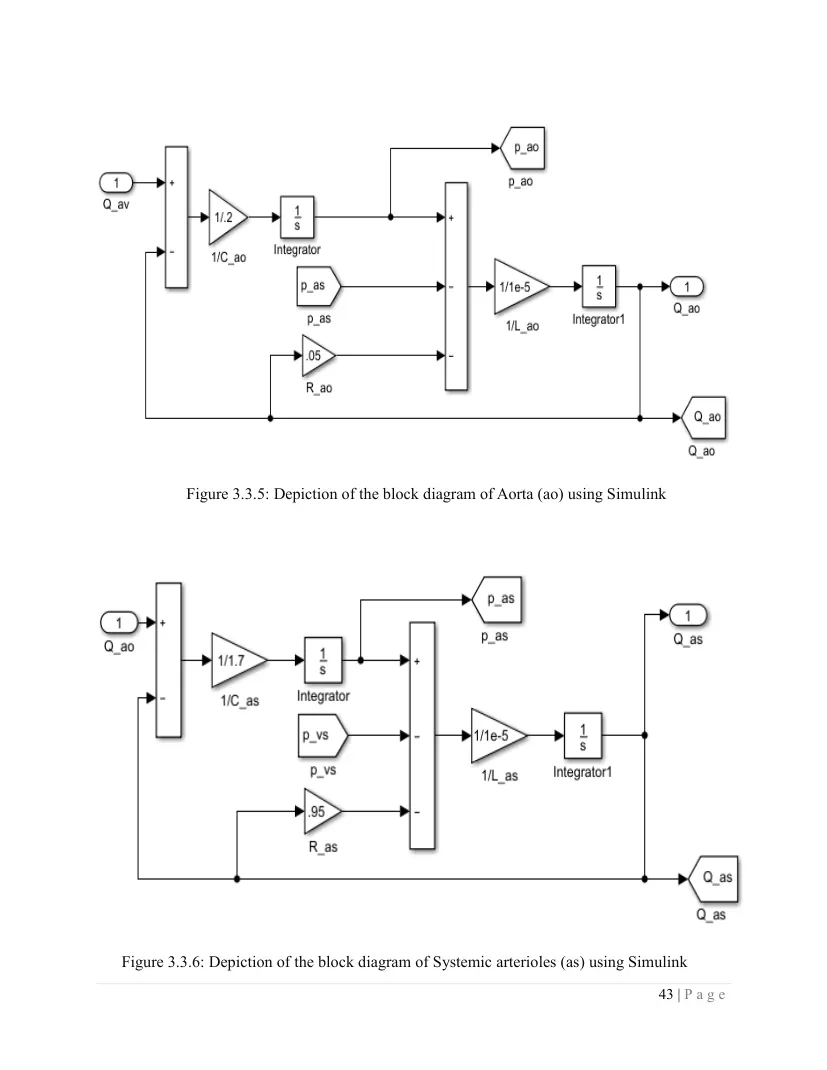 p_ao
p_ao
1
Q_av
+
−
1/.2
1/C_ao
1
s
Integrator
+
−
−
p_as
p_as
.05
R_ao
1/1e-5
1/L_ao
1
s
Integrator1
1
Q_ao
Q_ao
Q_ao
Figure 3.3.5: Depiction of the block diagram of Aorta (ao) using Simulink
p_as
p_as
1
Q_ao
+
−
1/1.7
1/C_as
1
s
Integrator
+
−
−
p_vs
p_vs
.95
R_as
1/1e-5
1/L_as
1
s
Integrator1
1
Q_as
Q_as
Q_as
Figure 3.3.6: Depiction of the block diagram of Systemic arterioles (as) using Simulink
43 | P a g e